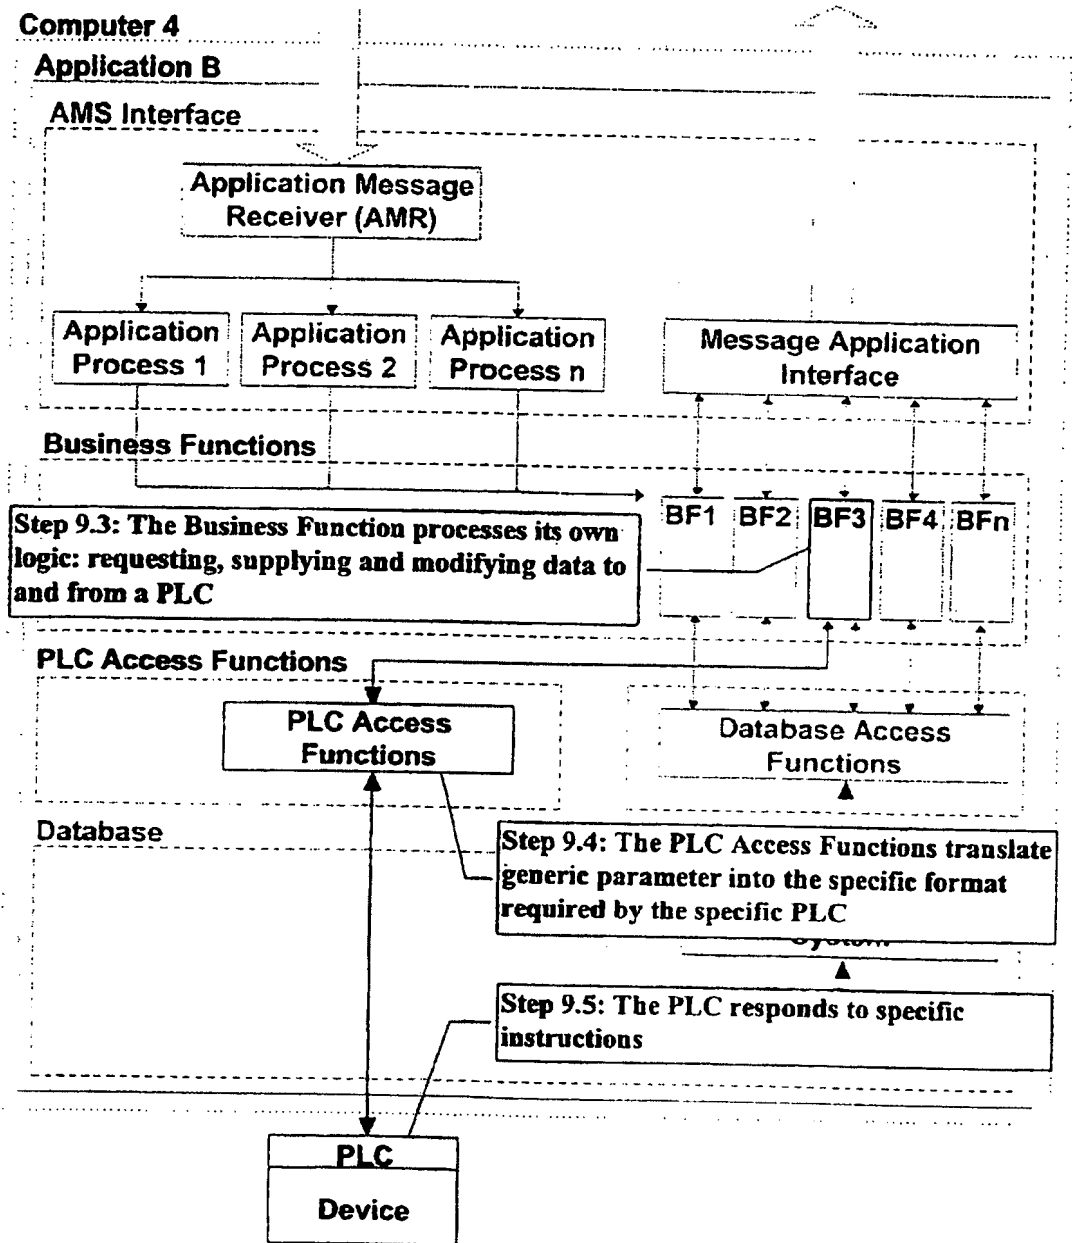 Computer 4
Application B
AMS Interface
Application Message
Receiver (AMR)
Application
Process 1
Application
Process 2
Application
Process n
Message Application
Interface
Business Functions
BF1
BF2
BF3
BF4
BFn
Step 9.3: The Business Function processes its own
logic: requesting, supplying and modifying data to
and from a PLC
PLC Access Functions
PLC Access
Functions
Database Access
Functions
Database
Step 9.4: The PLC Access Functions translate
generic parameter into the specific format
required by the specific PLC
Step 9.5: The PLC responds to specific
instructions
PLC
Device